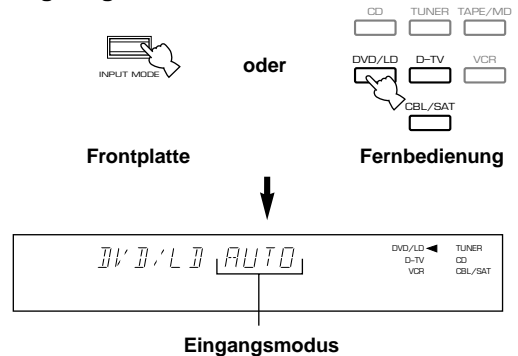 CD TUNER TAPE/MD
INPUT MODE
oder
DVD/LD D-TV VCR
CBL/SAT
Frontplatte
Fernbedienung
DVD/LD AUTO
DVD/LD TUNER
D-TV CD
VCR CBL/SAT
Eingangsmodus